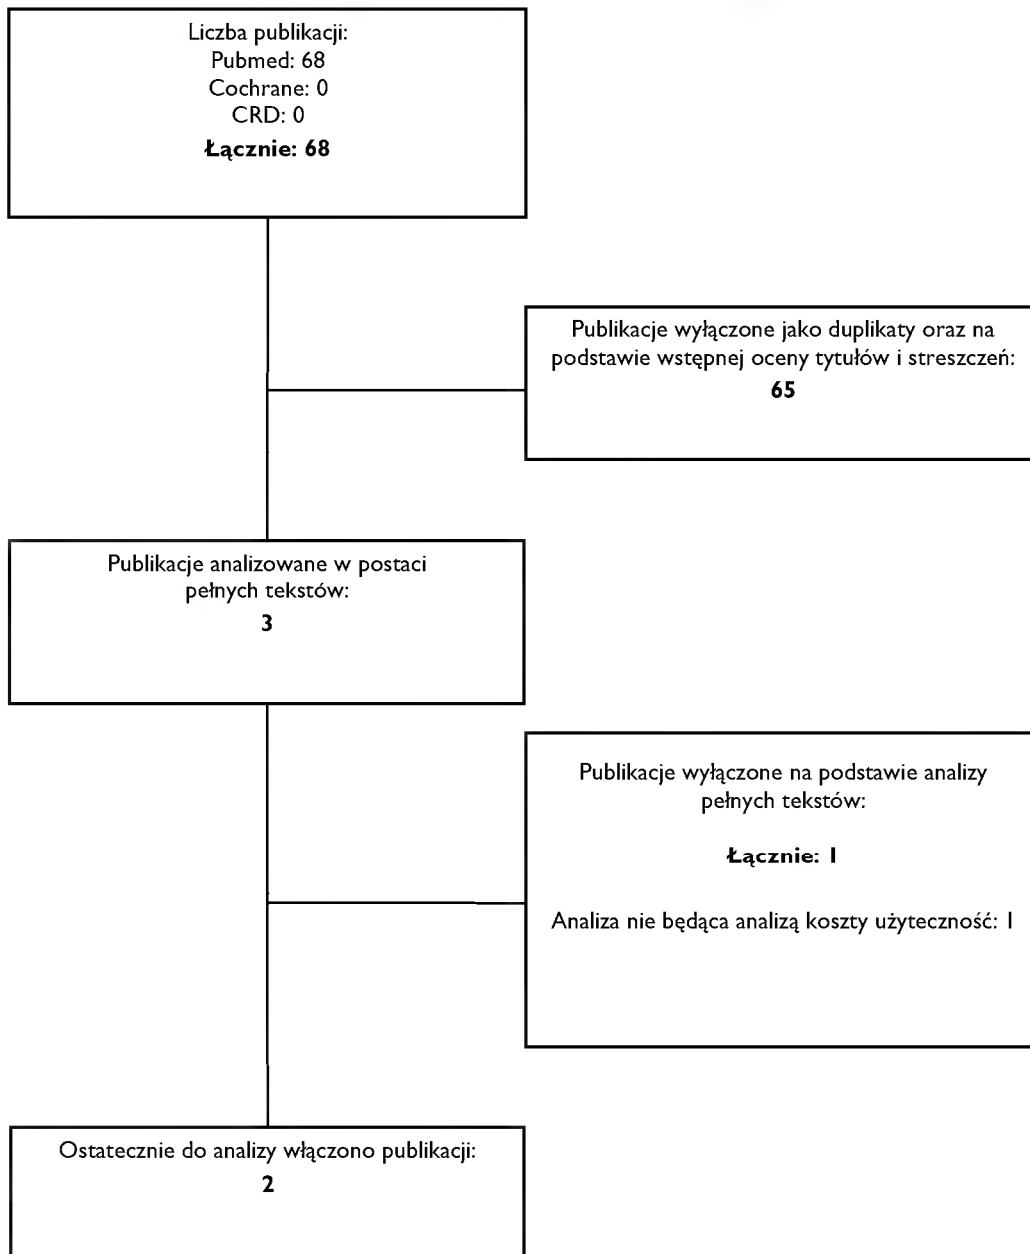 Liczba publikacji:
Pubmed: 68
Cochrane: 0
CRD: 0
Łącznie: 68
Publikacje wyłączone jako duplikaty oraz na
podstawie wstępnej oceny tytułów i streszczeń:
65
Publikacje analizowane w postaci
pełnych tekstów:
3
Publikacje wyłączone na podstawie analizy
pełnych tekstów:
Łącznie: 1
Analiza nie będąca analizą koszty użyteczność: 1
Ostatecznie do analizy włączono publikacji:
2